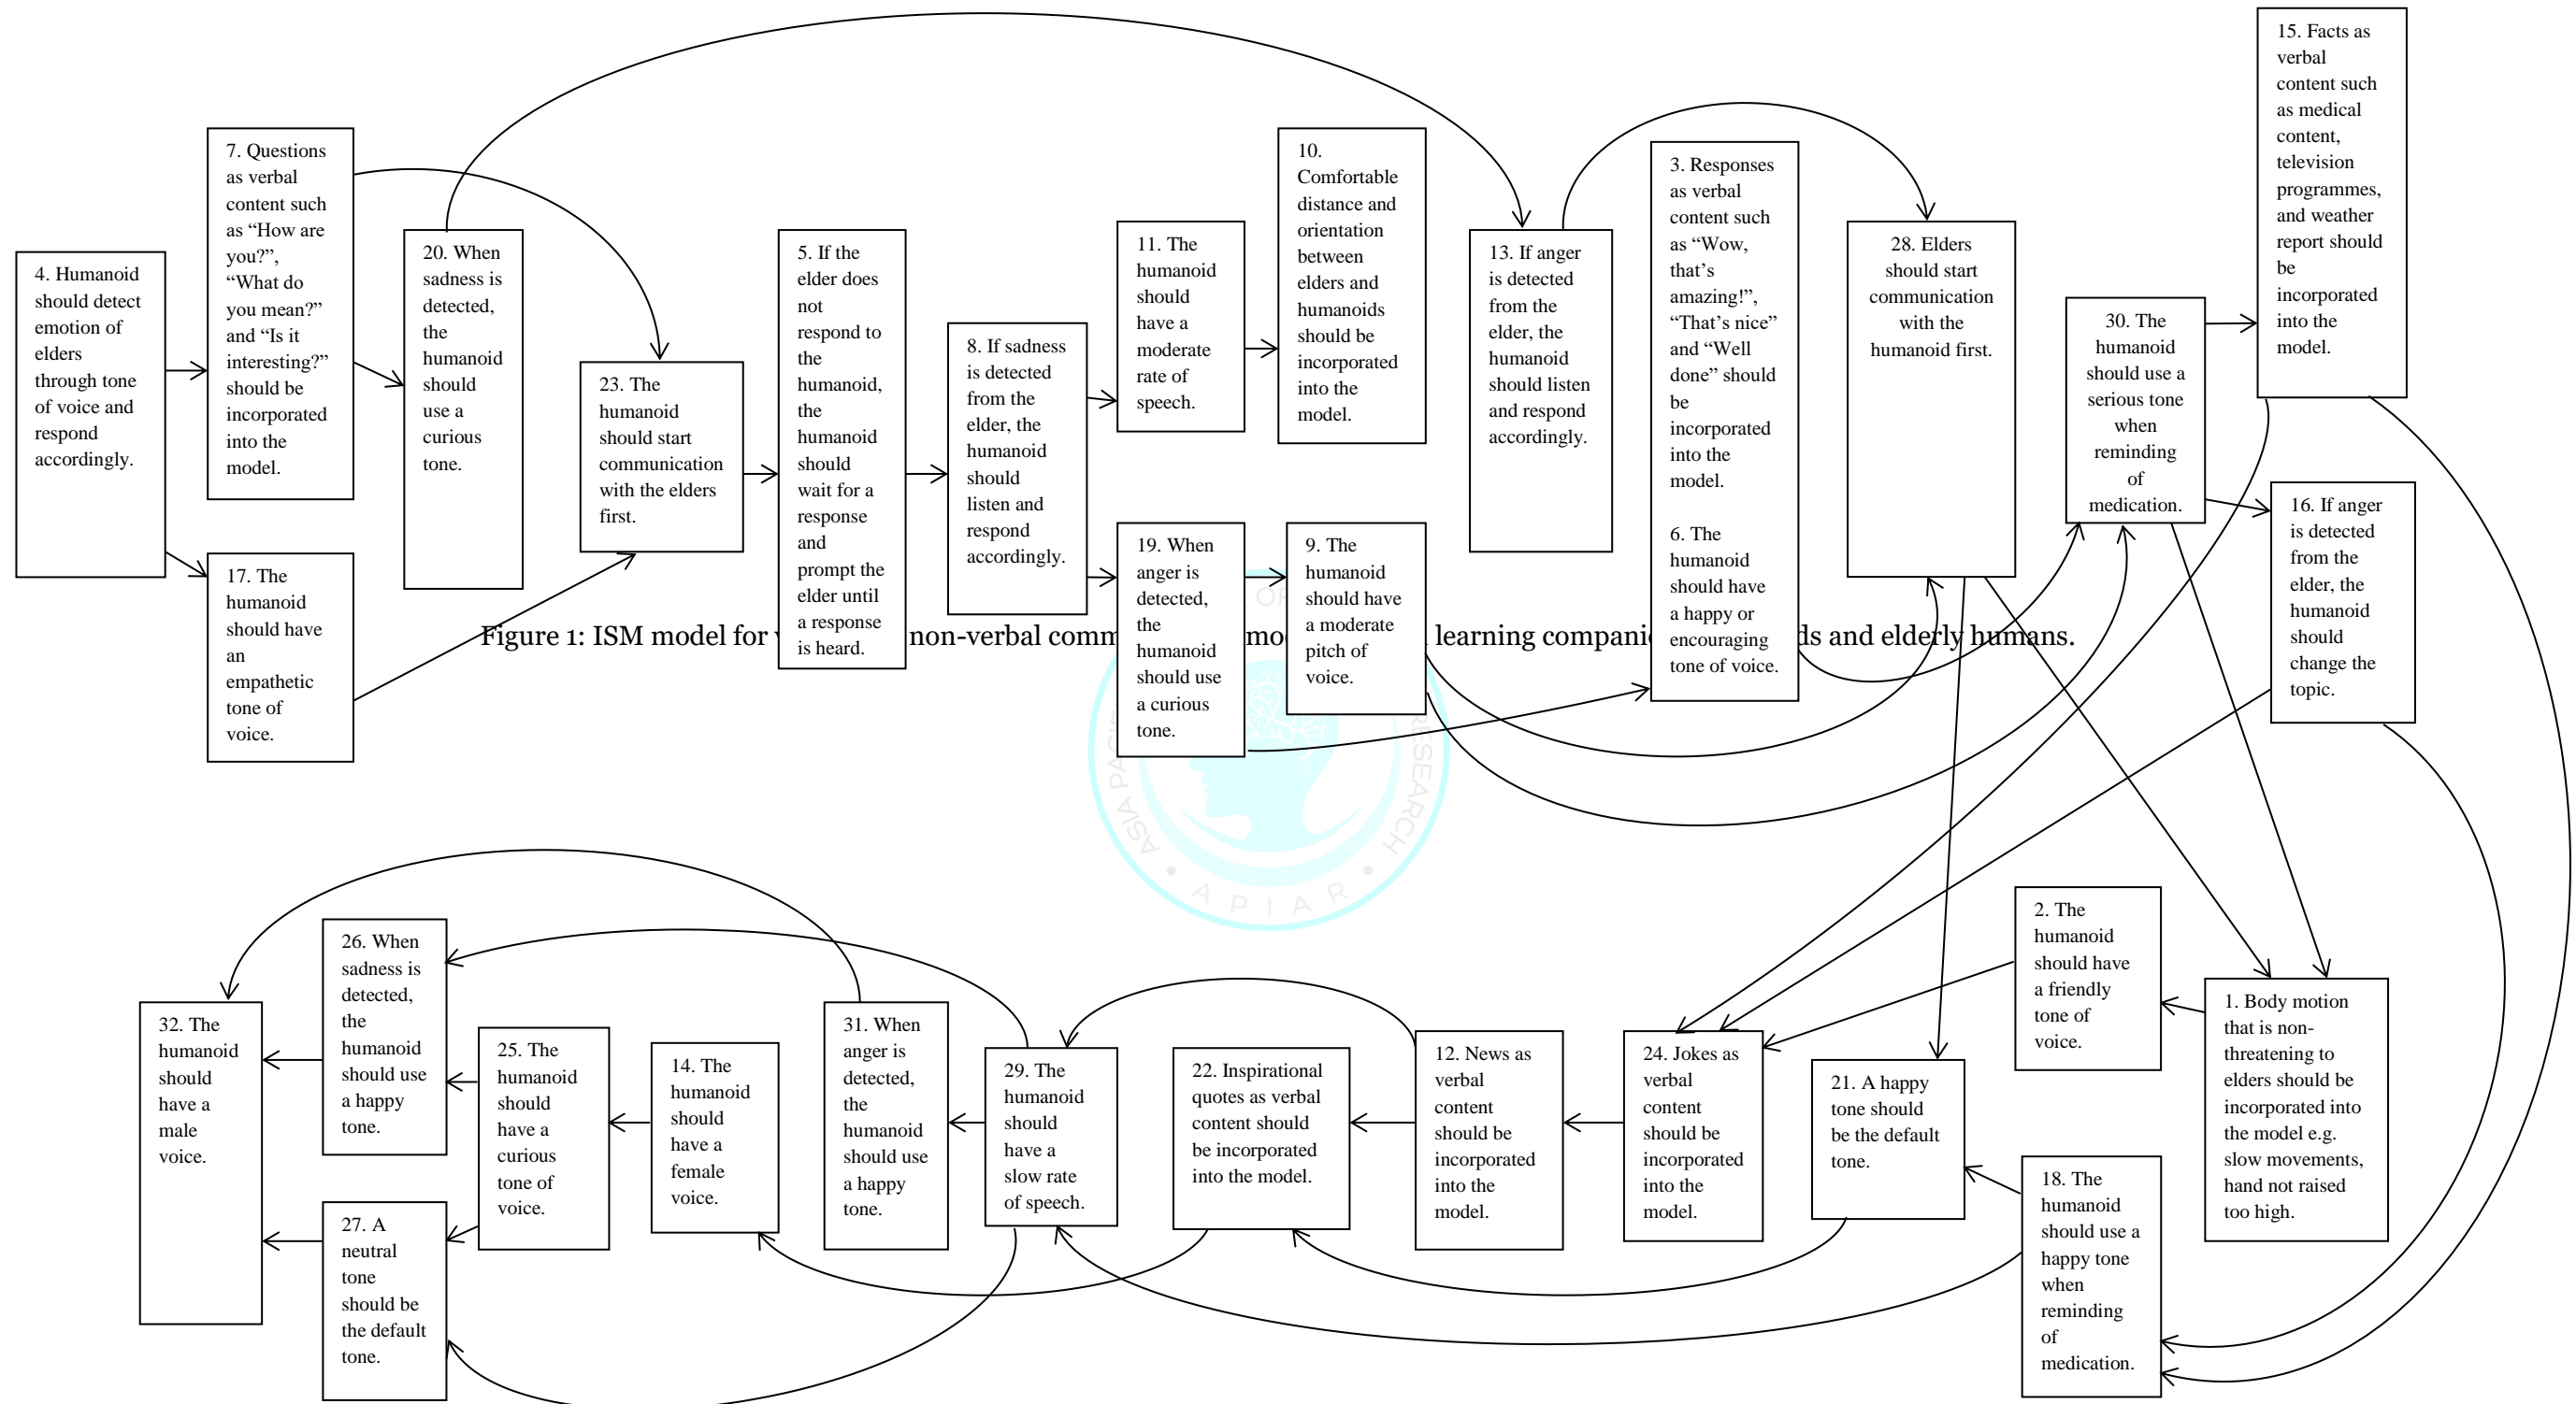 4. Humanoid
should detect
emotion of
elders
through tone
of voice and
respond
accordingly.
7. Questions
as verbal
content such
as “How are
you?”,
“What do
you mean?”
and “Is it
interesting?”
should be
incorporated
into the
model.
17. The
humanoid
should have
an
empathetic
tone of
voice.
20. When
sadness is
detected,
the
humanoid
should
use a
curious
tone.
23. The
humanoid
should start
communication
with the elders
first.
5. If the
elder does
not
respond to
the
humanoid,
the
humanoid
should
wait for a
response
and
prompt the
elder until
a response
is heard.
8. If sadness
is detected
from the
elder, the
humanoid
should
listen and
respond
accordingly.
11. The
humanoid
should
have a
moderate
rate of
speech.
19. When
anger is
detected,
the
humanoid
should use
a curious
tone.
10.
Comfortable
distance and
orientation
between
elders and
humanoids
should be
incorporated
into the
model.
9. The
humanoid
should have
a moderate
pitch of
voice.
13. If anger
is detected
from the
elder, the
humanoid
should listen
and respond
accordingly.
3. Responses
as verbal
content such
as “Wow,
that’s
amazing!”,
“That’s nice”
and “Well
done” should
be
incorporated
into the
model.
6. The
humanoid
should have
a happy or
encouraging
tone of voice.
28. Elders
should start
communication
with the
humanoid first.
30. The
humanoid
should use a
serious tone
when
reminding
of
medication.
15. Facts as
verbal
content such
as medical
content,
television
programmes,
and weather
report should
be
incorporated
into the
model.
16. If anger
is detected
from the
elder, the
humanoid
should
change the
topic.
Figure 1: ISM model for non-verbal learning and elderly humans.
ASIA RESEARCH
APIAR
32. The
humanoid
should
have a
male
voice.
26. When
sadness is
detected,
the
humanoid
should use
a happy
tone.
27. A
neutral
tone
should be
the default
tone.
25. The
humanoid
should
have a
curious
tone of
voice.
14. The
humanoid
should
have a
female
voice.
31. When
anger is
detected,
the
humanoid
should use
a happy
tone.
29. The
humanoid
should
have a
slow rate
of speech.
22. Inspirational
quotes as verbal
content should
be incorporated
into the model.
12. News as
verbal
content
should be
incorporated
into the
model.
24. Jokes as
verbal
content
should be
incorporated
into the
model.
21. A happy
tone should
be the default
tone.
2. The
humanoid
should have
a friendly
tone of
voice.
18. The
humanoid
should use a
happy tone
when
reminding
of
medication.
1. Body motion
that is non-
threatening to
elders should be
incorporated into
the model e.g.
slow movements,
hand not raised
too high.